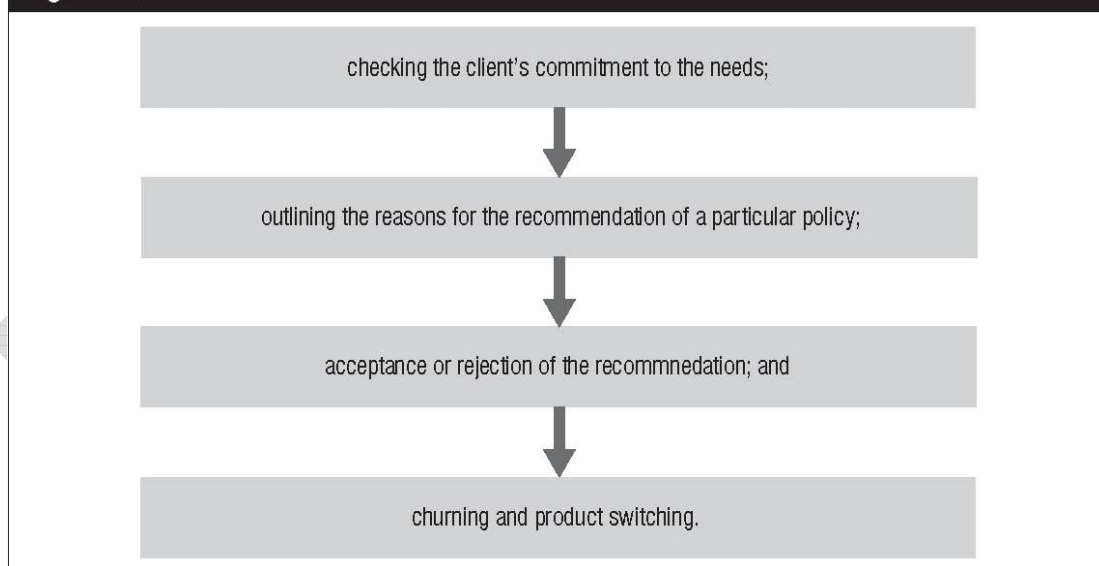 checking the client's commitment to the needs;
outlining the reasons for the recommendation of a particular policy;
acceptance or rejection of the recommnedation; and
churning and product switching.